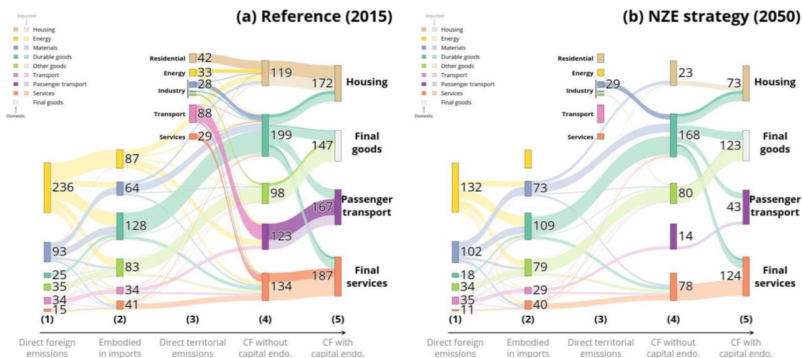 (a) Reference (2015)
Imported
Housing
Energy
Materials
Durable goods
Other goods
Transport
Passenger transport
Services
Final goods
Domestic
Residential
Energy
Industry
Transport
Services
42
33
28
88
29
119
199
98
123
134
172
147
167
187
Housing
Final
goods
Passenger
transport
Final
services
236
93
25
35
34
15
87
64
128
83
34
41
(1)
(2)
(3)
(4)
(5)
Direct foreign
emissions
Embodied
in imports
Direct territorial
emissions
CF without
capital endo.
CF with
capital endo.
(b) NZE strategy (2050)
Imported
Housing
Energy
Materials
Durable goods
Other goods
Transport
Passenger transport
Services
Final goods
Domestic
Residential
Energy
Industry
Transport
Services
29
23
168
80
14
78
73
123
43
124
Housing
Final
goods
Passenger
transport
Final
services
132
102
18
34
35
11
73
109
79
29
40
(1)
(2)
(3)
(4)
(5)
Direct foreign
emissions
Embodied
in imports
Direct territorial
emissions
CF without
capital endo.
CF with
capital endo.